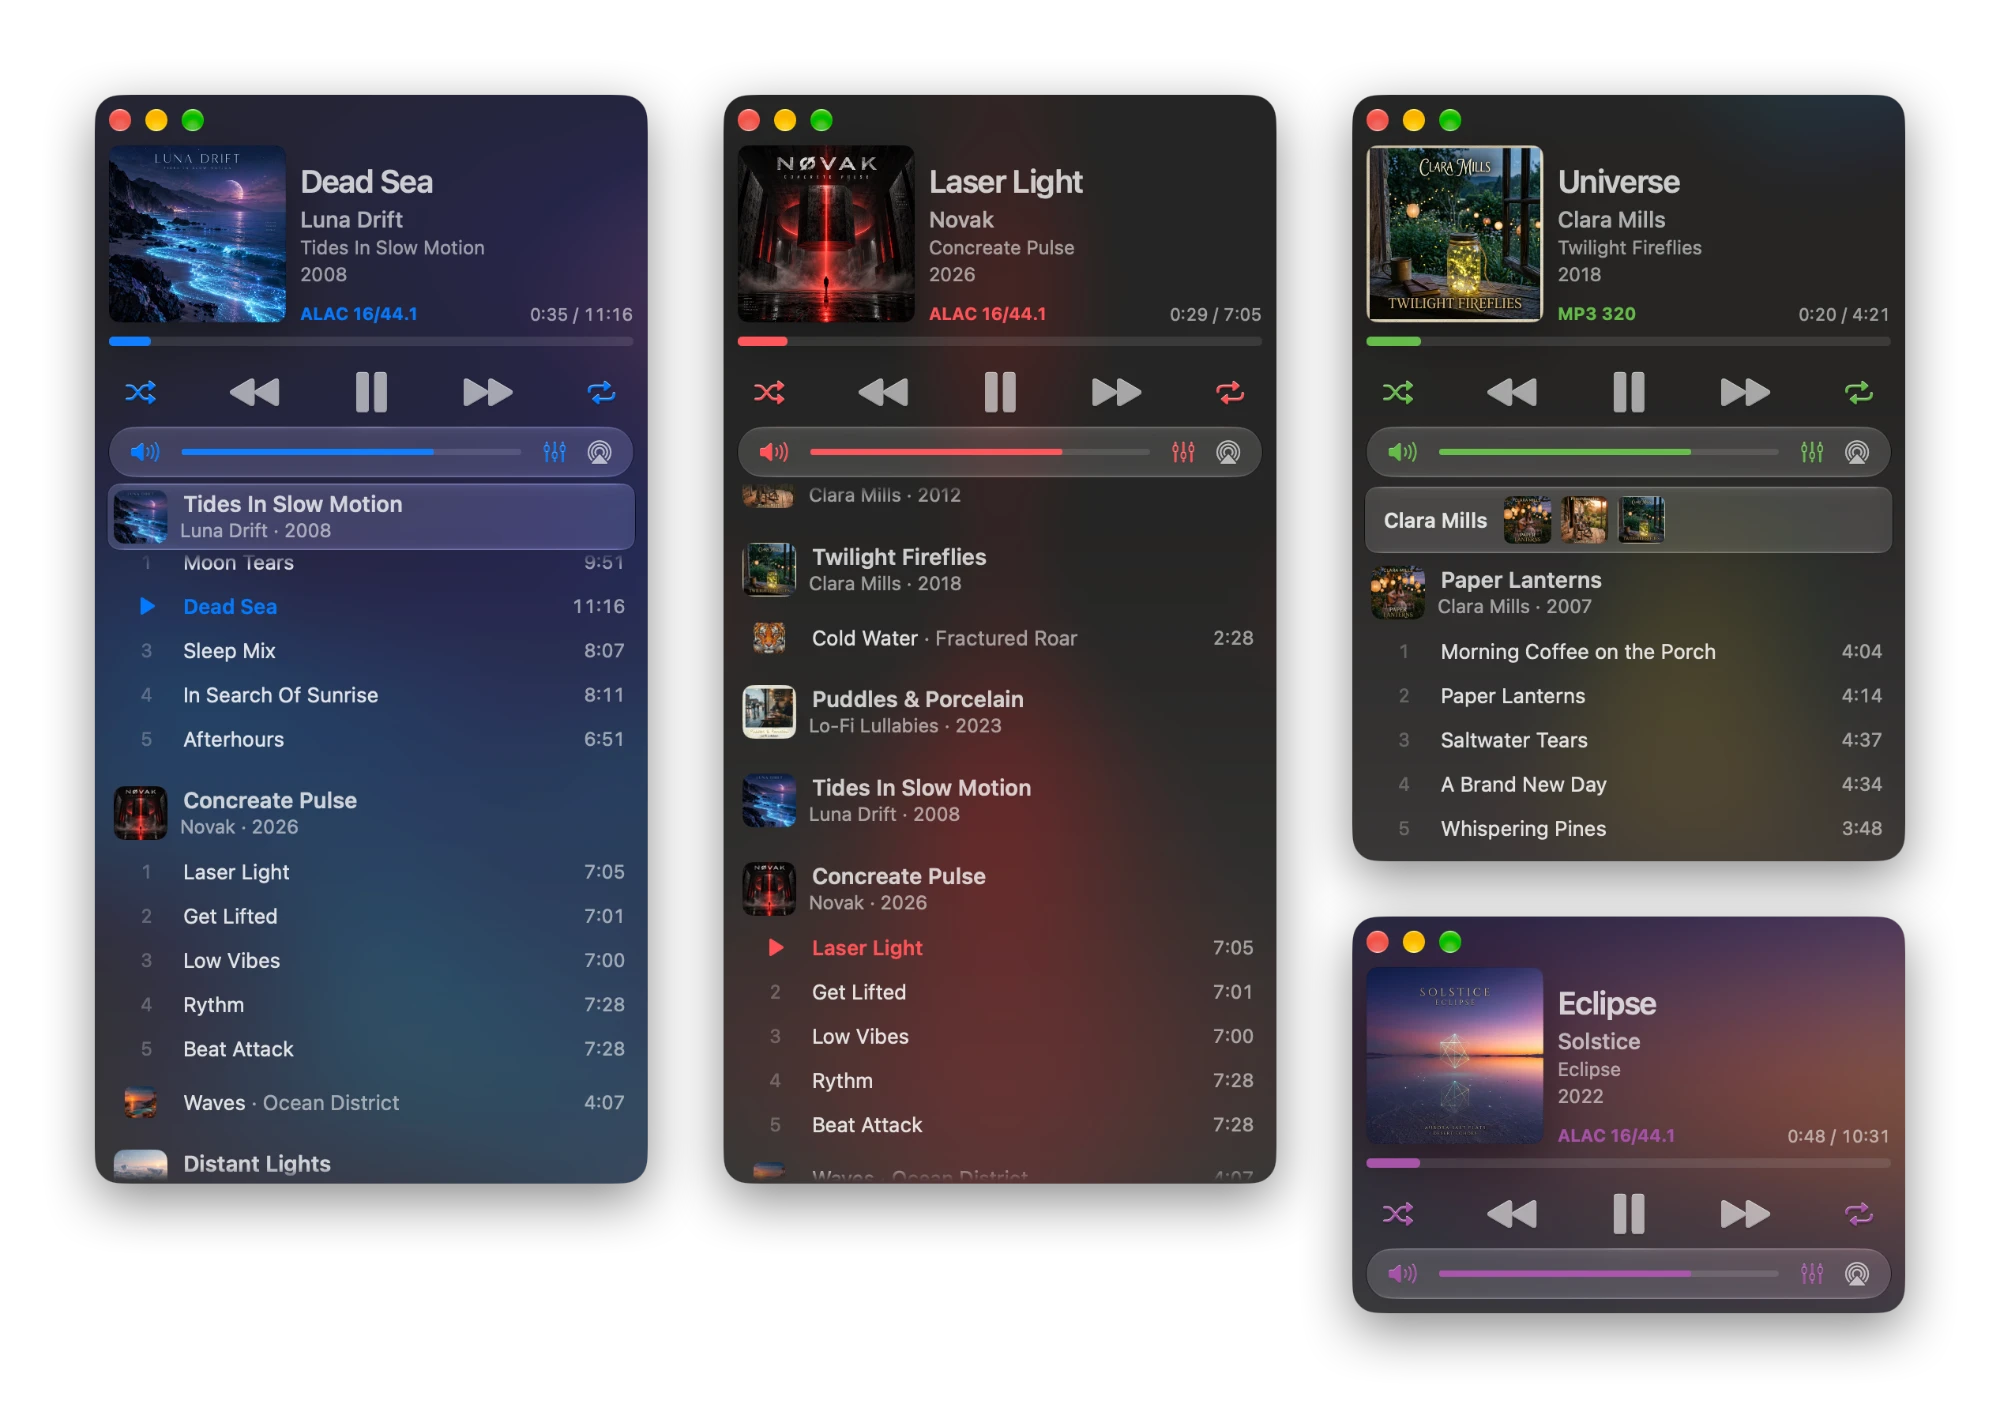 LUNA DRIFT
Dead Sea
Luna Drift
Tides In Slow Motion
2008
ALAC 16/44.1
0:35 / 11:16
Tides In Slow Motion
Luna Drift · 2008
1 Moon Tears 9:51
Dead Sea 11:16
3 Sleep Mix 8:07
4 In Search Of Sunrise 8:11
5 Afterhours 6:51
Concreate Pulse
Novak · 2026
1 Laser Light 7:05
2 Get Lifted 7:01
3 Low Vibes 7:00
4 Rythm 7:28
5 Beat Attack 7:28
Waves · Ocean District 4:07
Distant Lights
NØVAK
CONCRETE PULSE
Laser Light
Novak
Concreate Pulse
2026
ALAC 16/44.1
0:29 / 7:05
Clara Mills · 2012
Twilight Fireflies
Clara Mills · 2018
Cold Water · Fractured Roar 2:28
Puddles & Porcelain
Lo-Fi Lullabies · 2023
Tides In Slow Motion
Luna Drift · 2008
Concreate Pulse
Novak · 2026
Laser Light 7:05
2 Get Lifted 7:01
3 Low Vibes 7:00
4 Rythm 7:28
5 Beat Attack 7:28
Waves · Ocean District 4:07
CLARA MILLS
TWILIGHT FIREFLIES
Universe
Clara Mills
Twilight Fireflies
2018
MP3 320
0:20 / 4:21
Clara Mills
Paper Lanterns
Clara Mills · 2007
1 Morning Coffee on the Porch 4:04
2 Paper Lanterns 4:14
3 Saltwater Tears 4:37
4 A Brand New Day 4:34
5 Whispering Pines 3:48
SOLSTICE
ECLIPSE
Eclipse
Solstice
Eclipse
2022
ALAC 16/44.1
0:48 / 10:31